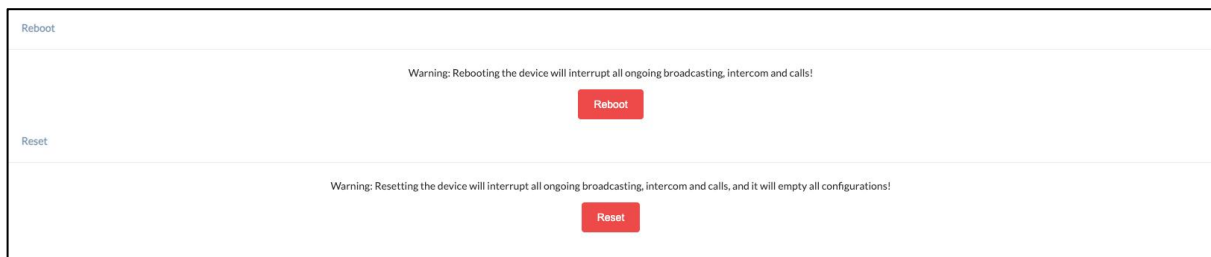 Reboot
Warning: Rebooting the device will interrupt all ongoing broadcasting, intercom and calls!
Reboot
Reset
Warning: Resetting the device will interrupt all ongoing broadcasting, intercom and calls, and it will empty all configurations!
Reset